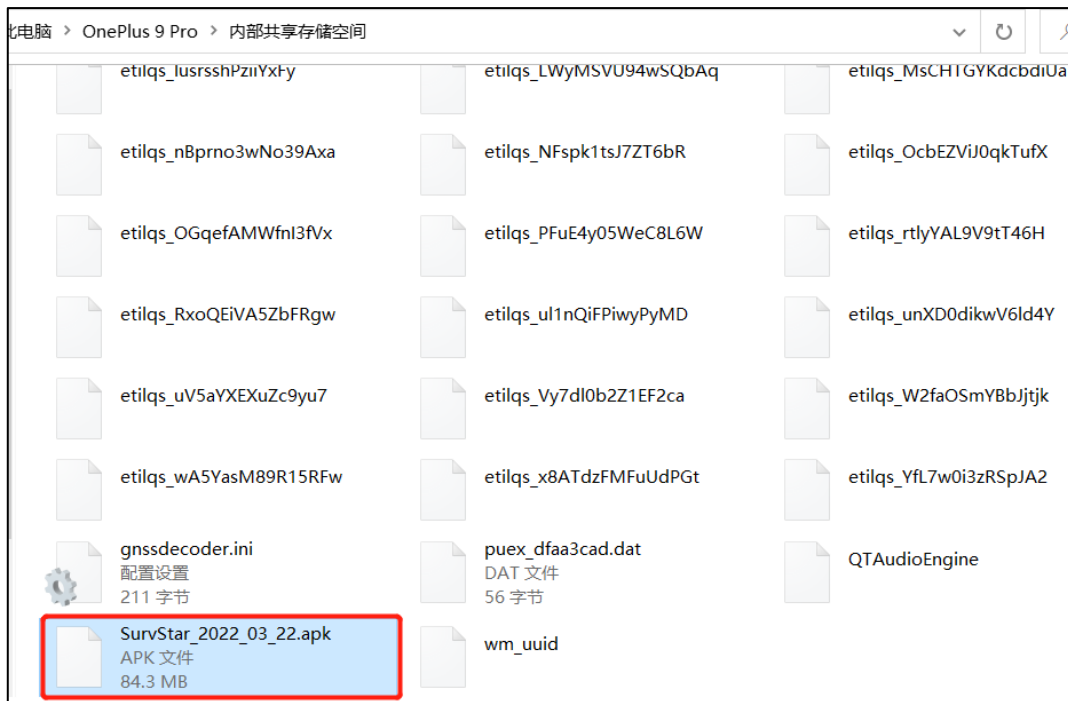 此电脑 > OnePlus 9 Pro > 内部共享存储空间
etilqs_lusrsshPziiYxFy
etilqs_LWyMSVU94wSQbAq
etilqs_MsCHTGYKdcbdiUa
etilqs_nBprno3wNo39Axa
etilqs_NFspk1tsJ7ZT6bR
etilqs_OcbEZViJ0qkTufX
etilqs_OGqefAMWfnI3fVx
etilqs_PFuE4y05WeC8L6W
etilqs_rtlyYAL9V9tT46H
etilqs_RxoQEiVA5ZbFRgw
etilqs_ul1nQiFPiwyPyMD
etilqs_unXD0dikwV6ld4Y
etilqs_uV5aYXEXuZc9yu7
etilqs_Vy7dl0b2Z1EF2ca
etilqs_W2faOSmYBbJjtjk
etilqs_wA5YasM89R15RFw
etilqs_x8ATdzFMFuUdPGt
etilqs_YfL7w0i3zRSpJA2
gnssdecoder.ini
配置设置
211 字节
puex_dfaa3cad.dat
DAT 文件
56 字节
QTAudioEngine
SurvStar_2022_03_22.apk
APK 文件
84.3 MB
wm_uuid